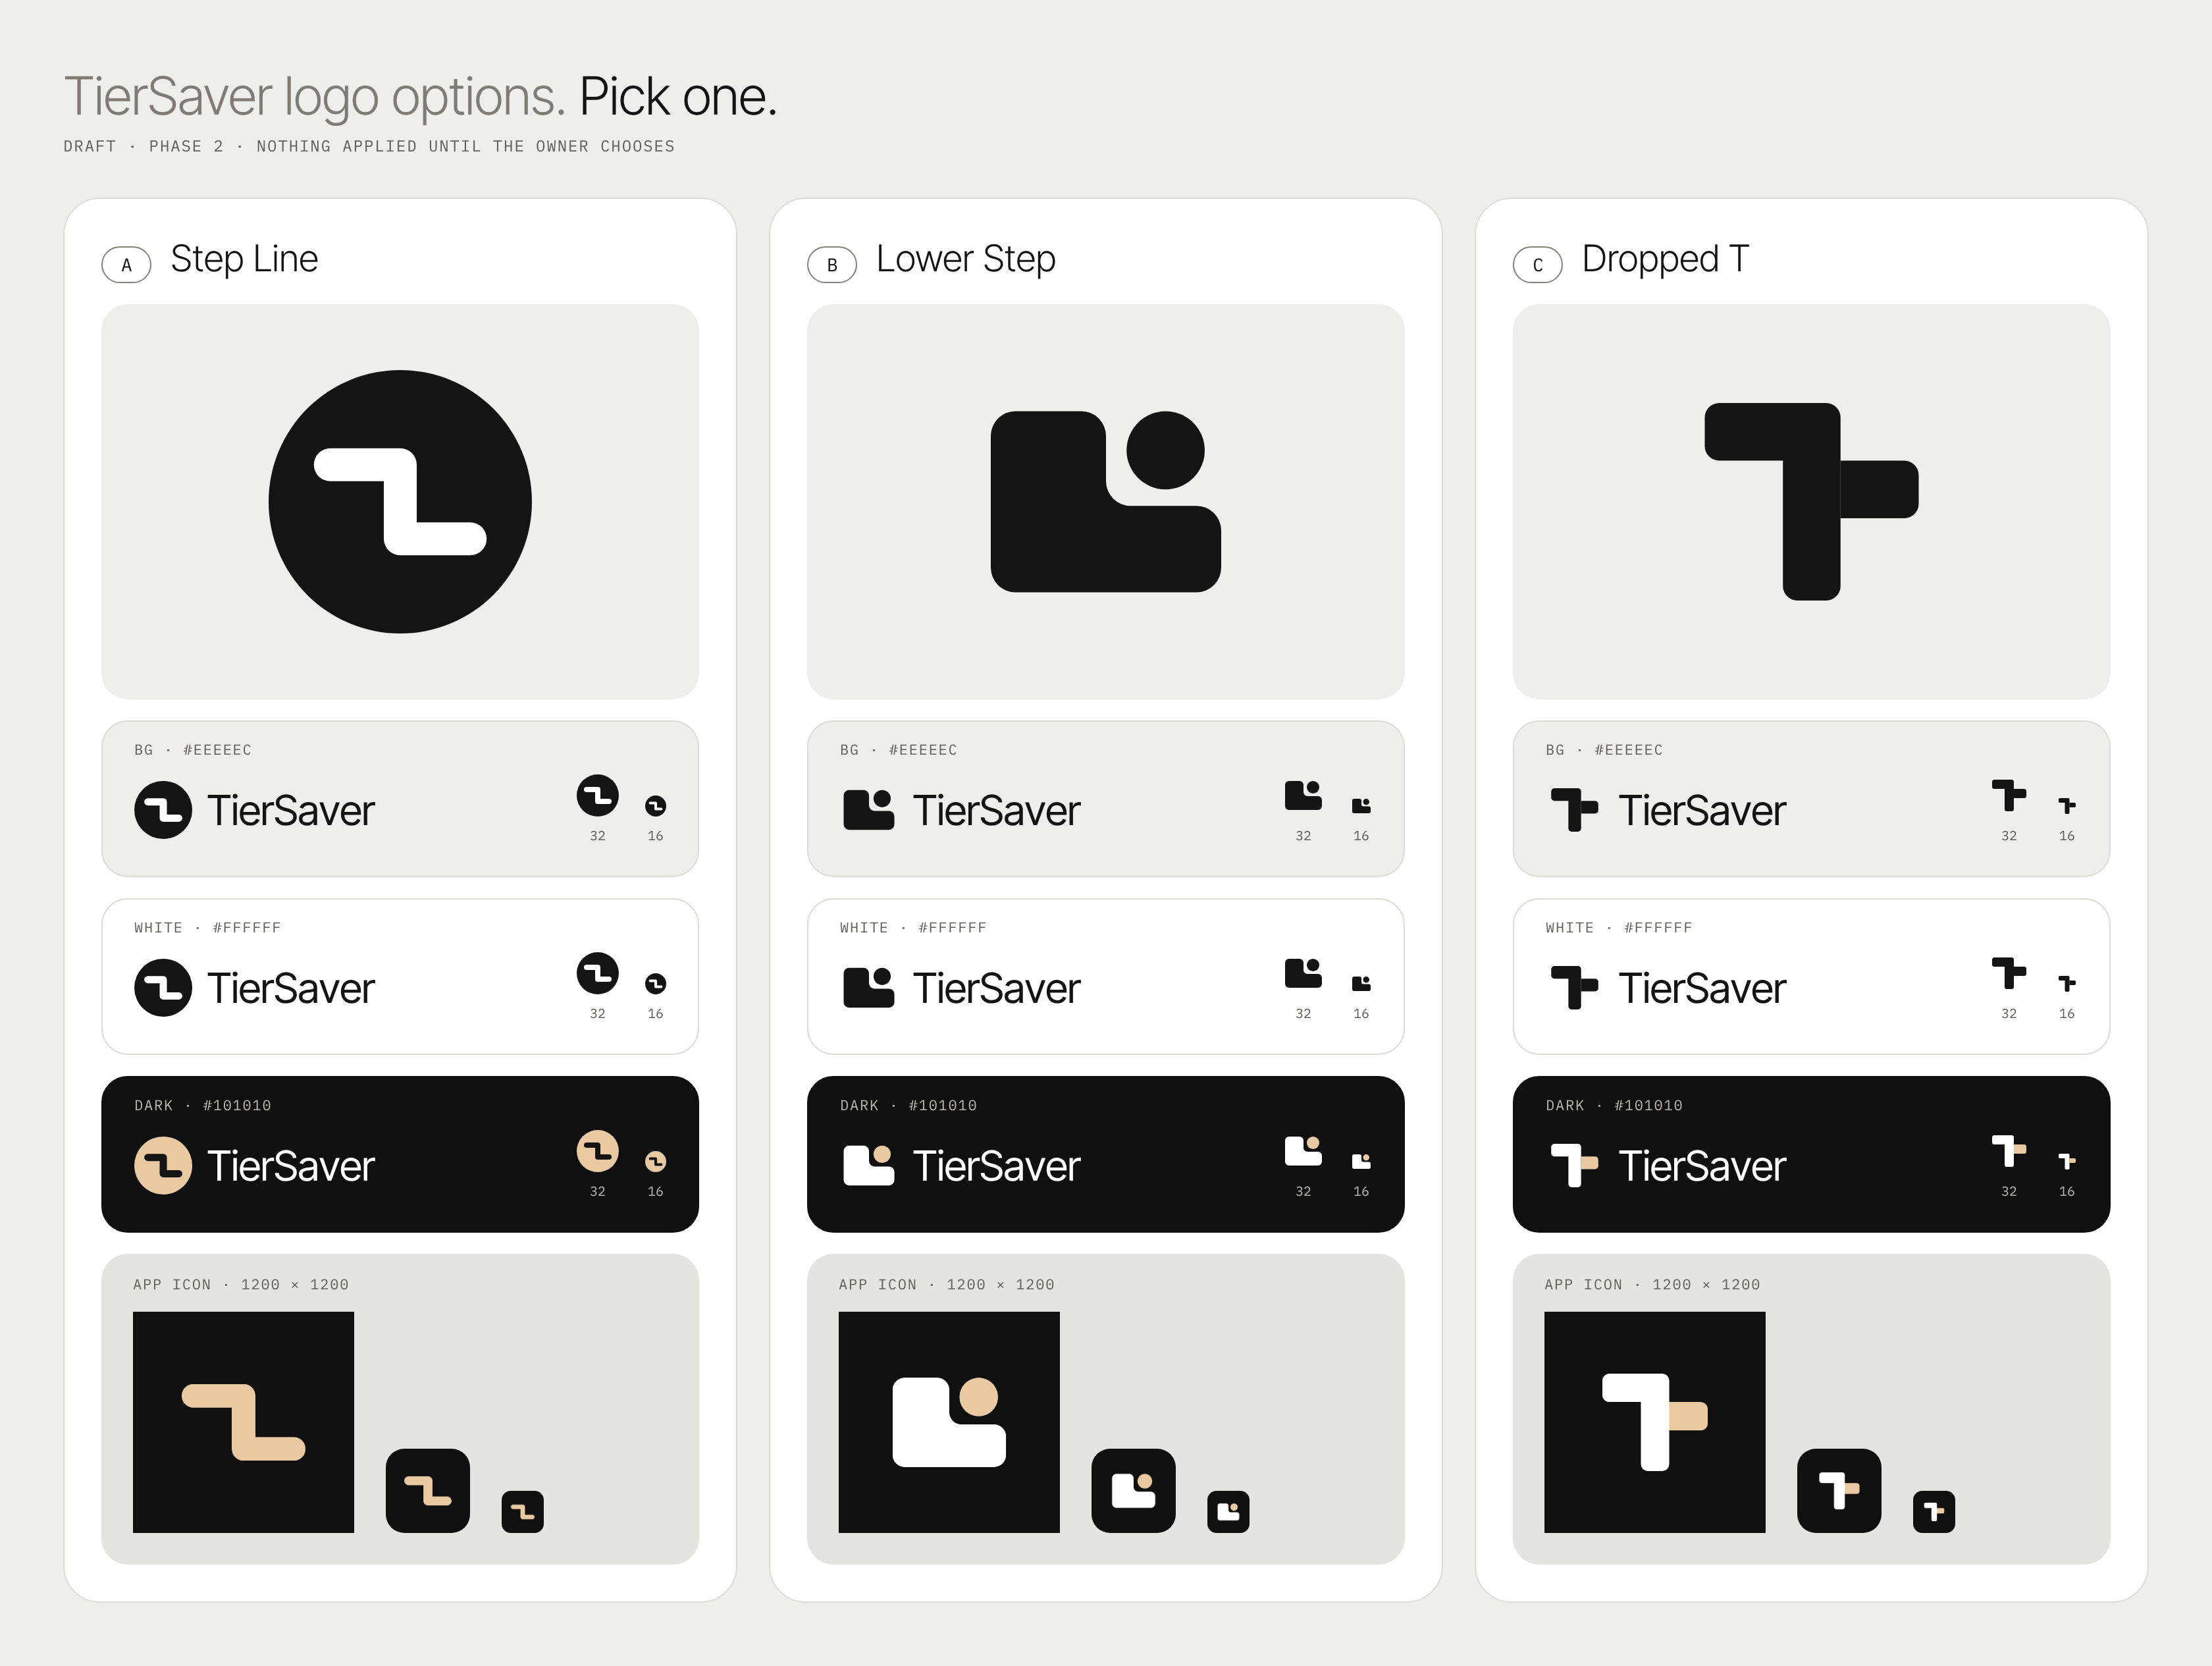 TierSaver logo options. Pick one.
DRAFT · PHASE 2 · NOTHING APPLIED UNTIL THE OWNER CHOOSES
A Step Line
BG · #EEEEEC
TierSaver
32 16
WHITE · #FFFFFF
TierSaver
32 16
DARK · #101010
TierSaver
32 16
APP ICON · 1200 × 1200
B Lower Step
BG · #EEEEEC
TierSaver
32 16
WHITE · #FFFFFF
TierSaver
32 16
DARK · #101010
TierSaver
32 16
APP ICON · 1200 × 1200
C Dropped T
BG · #EEEEEC
TierSaver
32 16
WHITE · #FFFFFF
TierSaver
32 16
DARK · #101010
TierSaver
32 16
APP ICON · 1200 × 1200